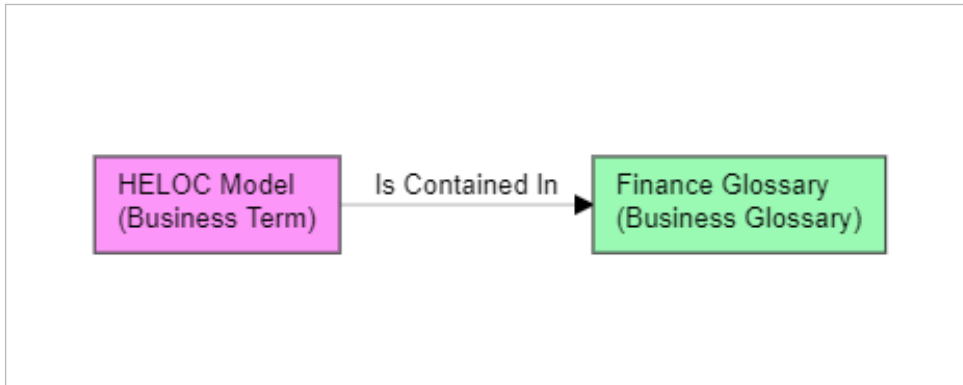 HELOC Model
(Business Term)
Is Contained In
Finance Glossary
(Business Glossary)